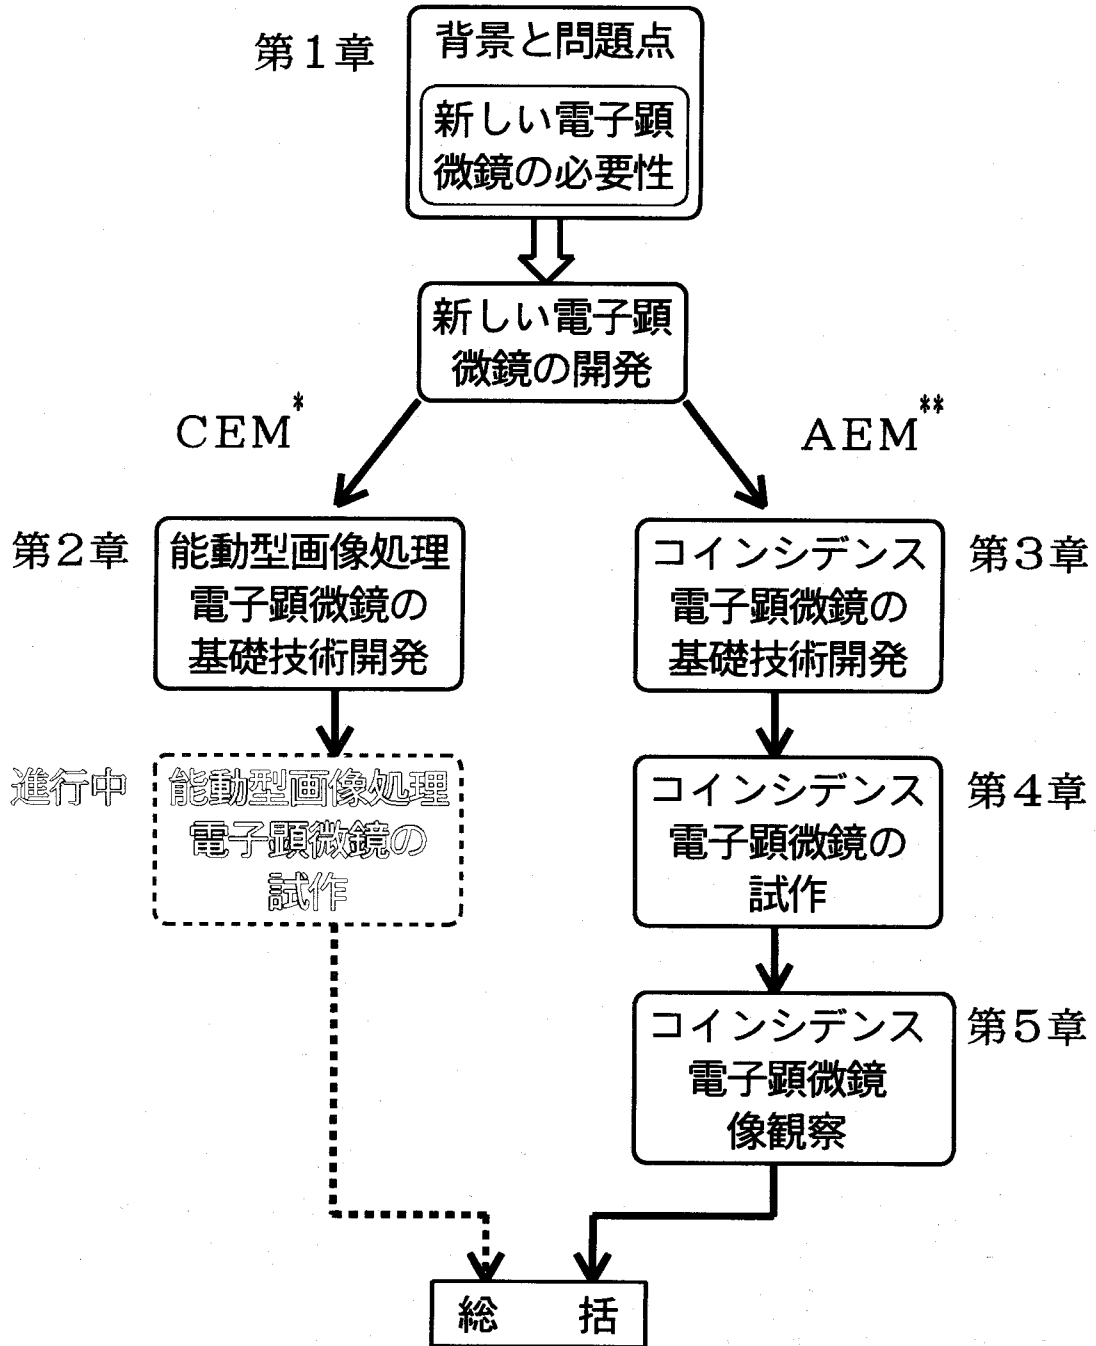 第1章
背景と問題点
新しい電子顕
微鏡の必要性
新しい電子顕
微鏡の開発
CEM*
AEM**
第2章
能動型画像処理
電子顕微鏡の
基礎技術開発
コインシデンス
電子顕微鏡の
基礎技術開発
第3章
進行中
能動型画像処理
電子顕微鏡の
試作
コインシデンス
電子顕微鏡の
試作
第4章
コインシデンス
電子顕微鏡
像観察
第5章
総　括